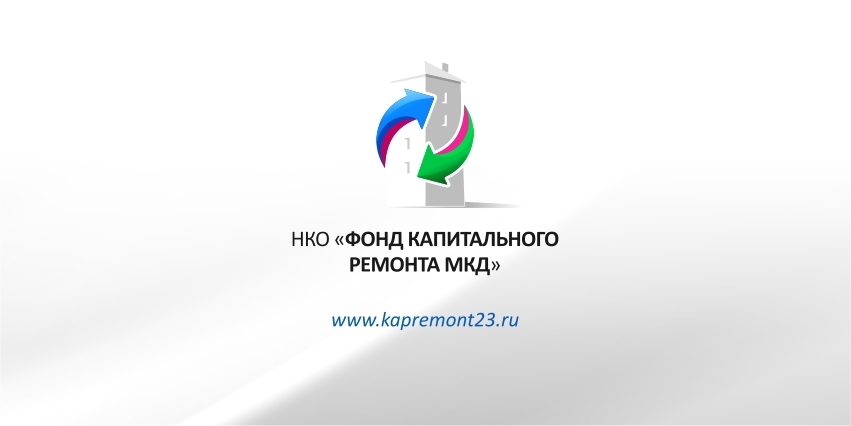 НКО «ФОНД КАПИТАЛЬНОГО
РЕМОНТА МКД»
www.kapremont23.ru